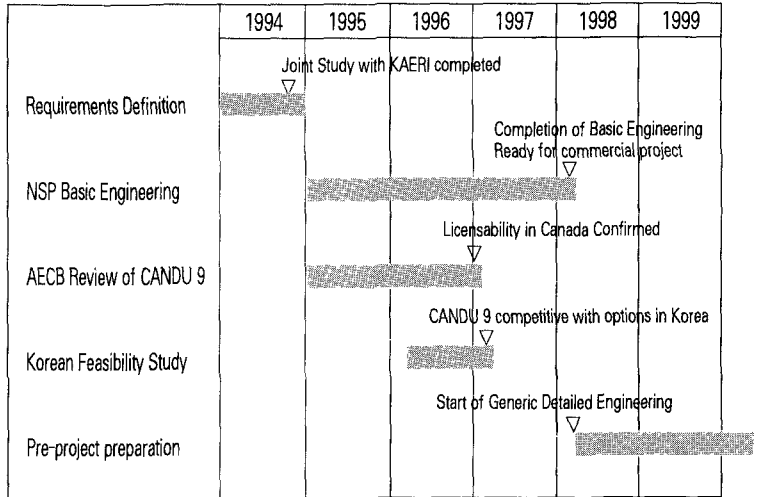 1994 1995 1996 1997 1998 1999
Joint Study with KAERI completed
Requirements Definition
Completion of Basic Engineering
Ready for commercial project
NSP Basic Engineering
Licensability in Canada Confirmed
AECB Review of CANDU 9
CANDU 9 competitive with options in Korea
Korean Feasibility Study
Start of Generic Detailed Engineering
Pre-project preparation